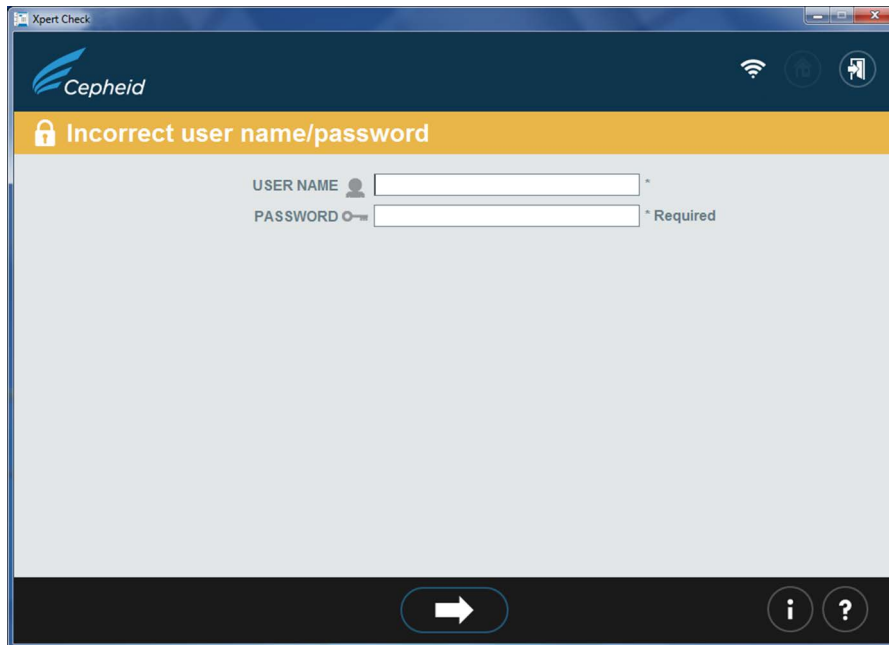 Xpert Check
Cepheid
Incorrect user name/password
USER NAME *
PASSWORD * Required
i ?